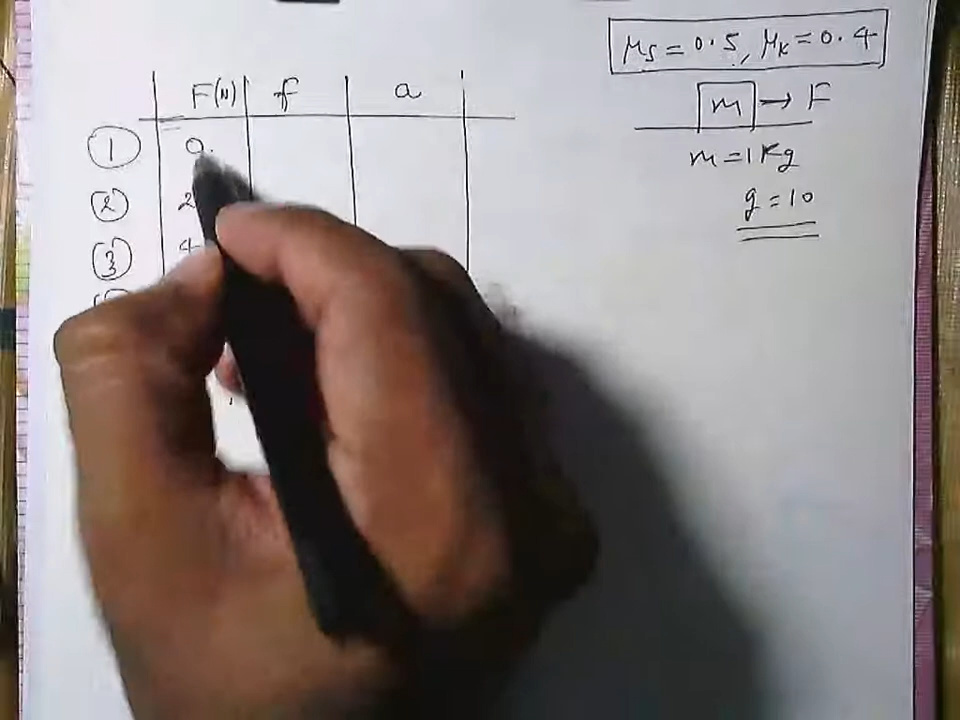 μs = 0.5, μk = 0.4
F(N) f a
m → F
① 0
② 2
③ 4
m = 1 Kg
g = 10